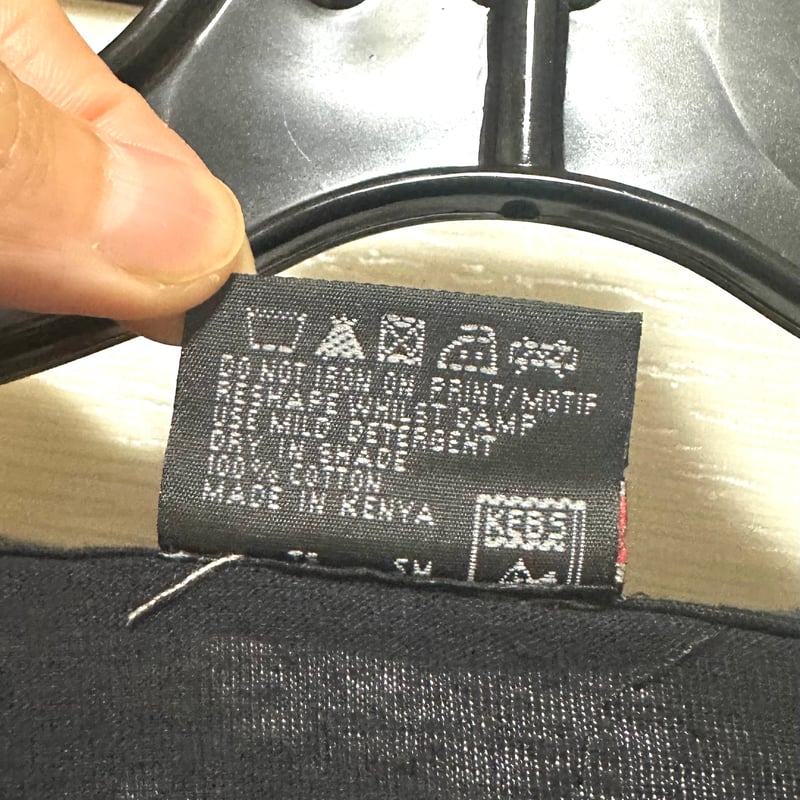 DO NOT IRON ON PRINT/MOTIF
RESHAPE WHILST DAMP
USE MILD DETERGENT
DRY IN SHADE
100% COTTON
MADE IN KENYA
KEBS
SM